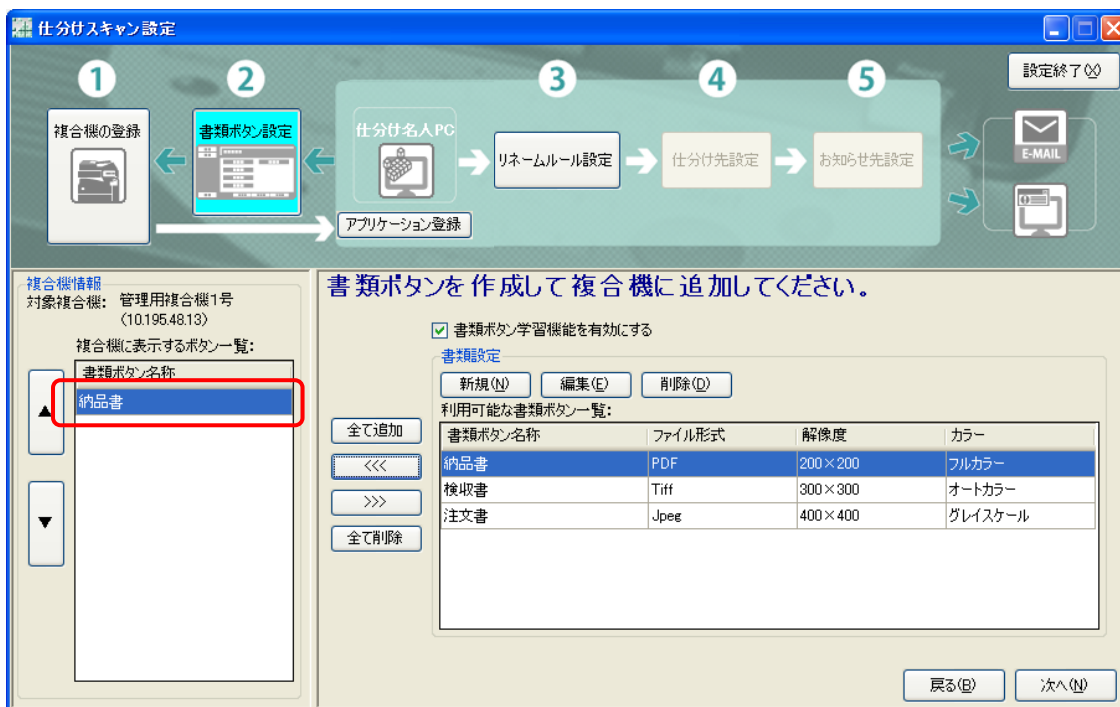 仕分けスキャン設定
1
2
3
4
5
設定終了(X)
複合機の登録
書類ボタン設定
仕分け名人PC
リネームルール設定
仕分け先設定
お知らせ先設定
E-MAIL
アプリケーション登録
複合機情報
対象複合機: 管理用複合機1号
(10.195.48.13)
複合機に表示するボタン一覧:
書類ボタン名称
納品書
▲
▼
書類ボタンを作成して複合機に追加してください。
書類ボタン学習機能を有効にする
書類設定
新規(N) 編集(E) 削除(D)
利用可能な書類ボタン一覧:
全て追加
<<<
>>>
全て削除
書類ボタン名称 ファイル形式 解像度 カラー
納品書 PDF 200×200 フルカラー
検収書 Tiff 300×300 オートカラー
注文書 Jpeg 400×400 グレイスケール
戻る(B) 次へ(N)